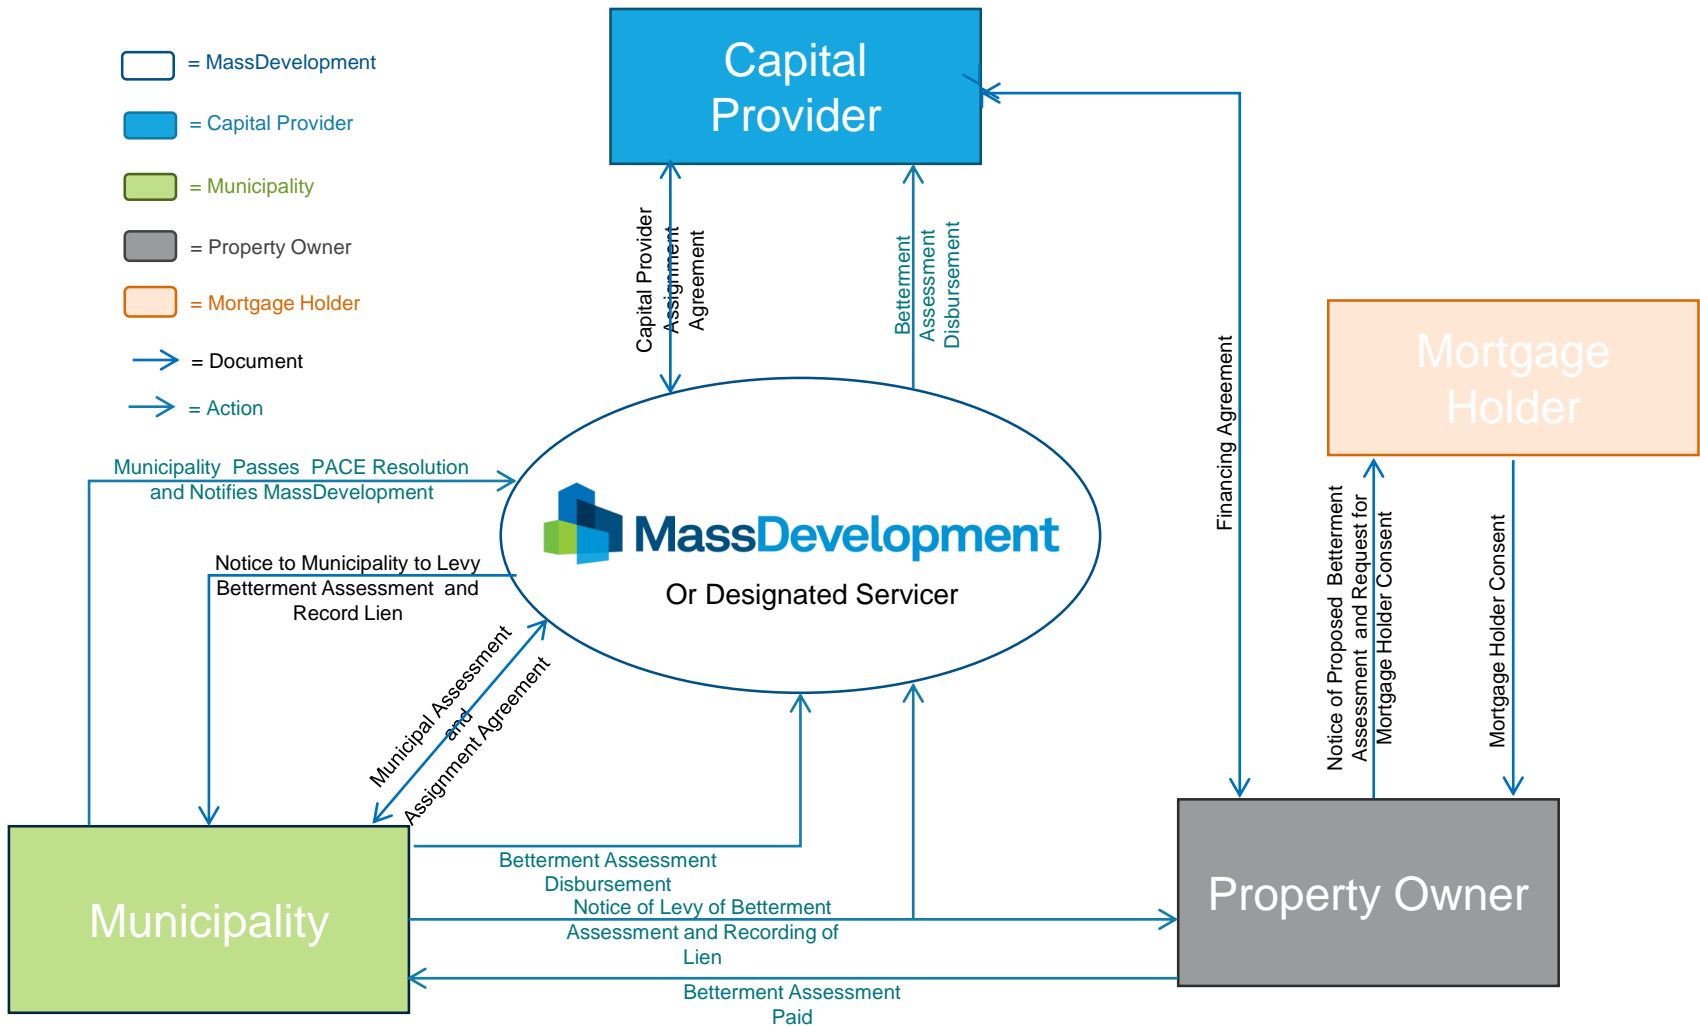 Capital
Provider
= MassDevelopment
= Capital Provider
= Municipality
= Property Owner
= Mortgage Holder
= Document
= Action
Capital Provider
Assignment
Agreement
Betterment
Assessment
Disbursement
Financing Agreement
Mortgage
Holder
Municipality Passes PACE Resolution
and Notifies MassDevelopment
MassDevelopment
Or Designated Servicer
Notice to Municipality to Levy
Betterment Assessment and
Record Lien
Municipal Assessment
and
Assignment Agreement
Notice of Proposed Betterment
Assessment and Request for
Mortgage Holder Consent
Mortgage Holder Consent
Municipality
Property Owner
Betterment Assessment
Disbursement
Notice of Levy of Betterment
Assessment and Recording of
Lien
Betterment Assessment
Paid